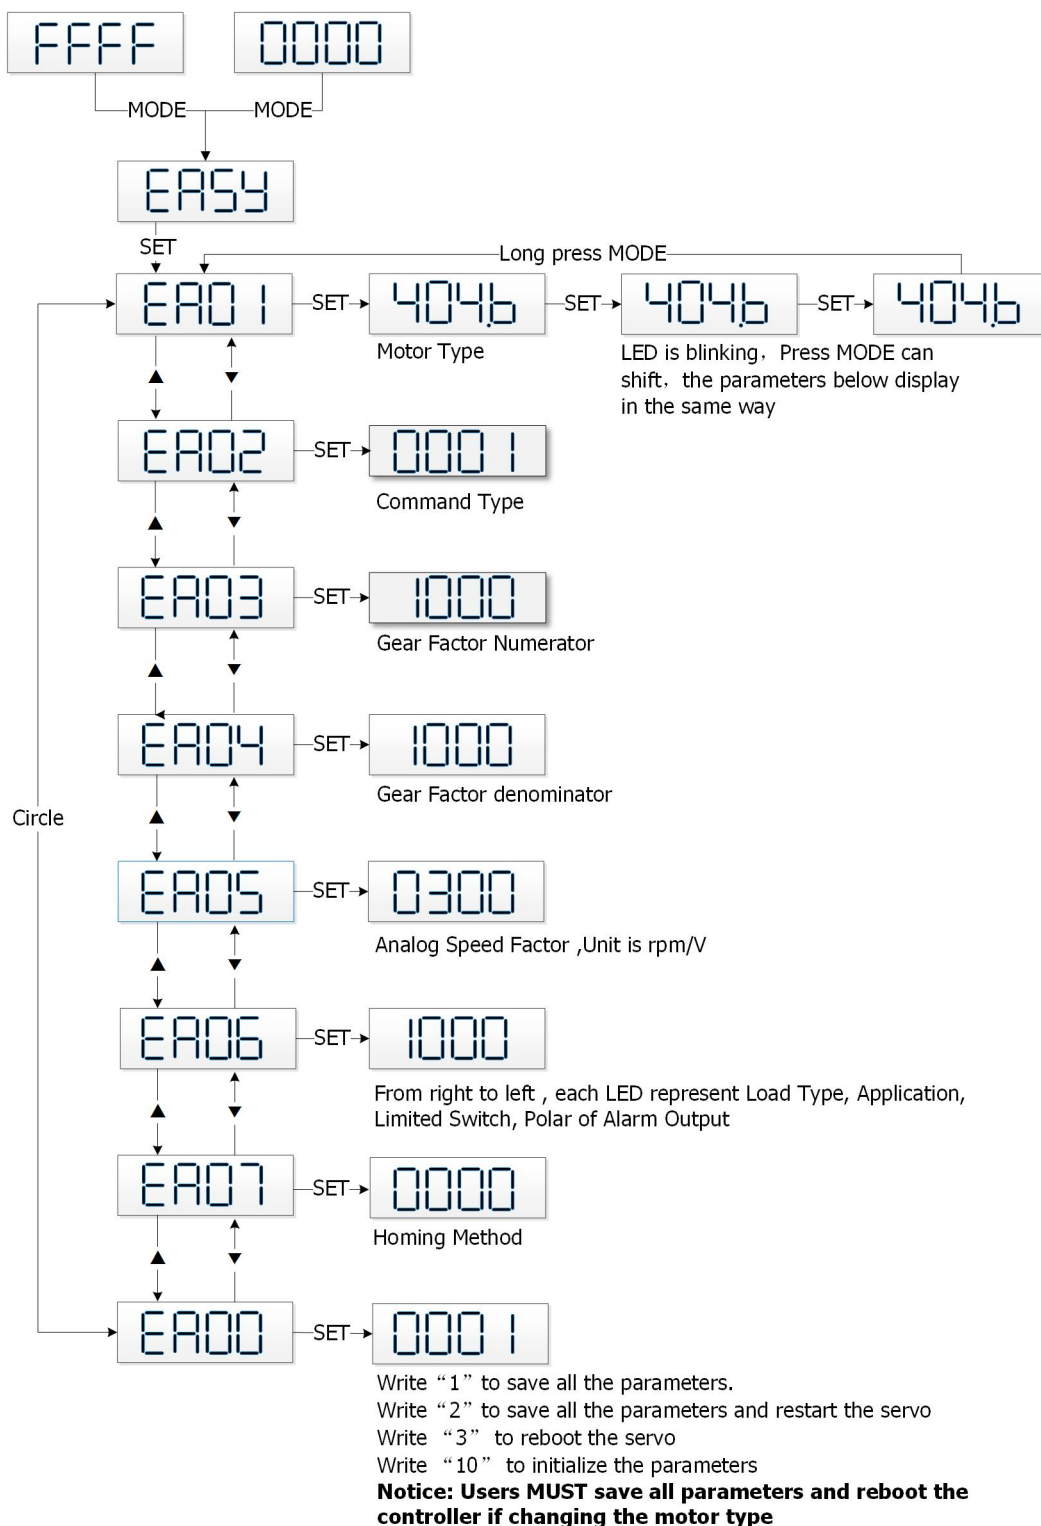 FFFF 0000
MODE MODE
EASY
SET
Long press MODE
EA01 SET 404.b SET 404.b SET 404.b
Motor Type
LED is blinking，Press MODE can
shift，the parameters below display
in the same way
▲ ▼
EA02 SET 0001
Command Type
▲ ▼
EA03 SET 1000
Gear Factor Numerator
▲ ▼
EA04 SET 1000
Gear Factor denominator
Circle
▲ ▼
EA05 SET 0300
Analog Speed Factor ,Unit is rpm/V
▲ ▼
EA06 SET 1000
From right to left , each LED represent Load Type, Application,
Limited Switch, Polar of Alarm Output
▲ ▼
EA07 SET 0000
Homing Method
▲ ▼
EA00 SET 0001
Write “1” to save all the parameters.
Write “2” to save all the parameters and restart the servo
Write “3” to reboot the servo
Write “10” to initialize the parameters
Notice: Users MUST save all parameters and reboot the
controller if changing the motor type